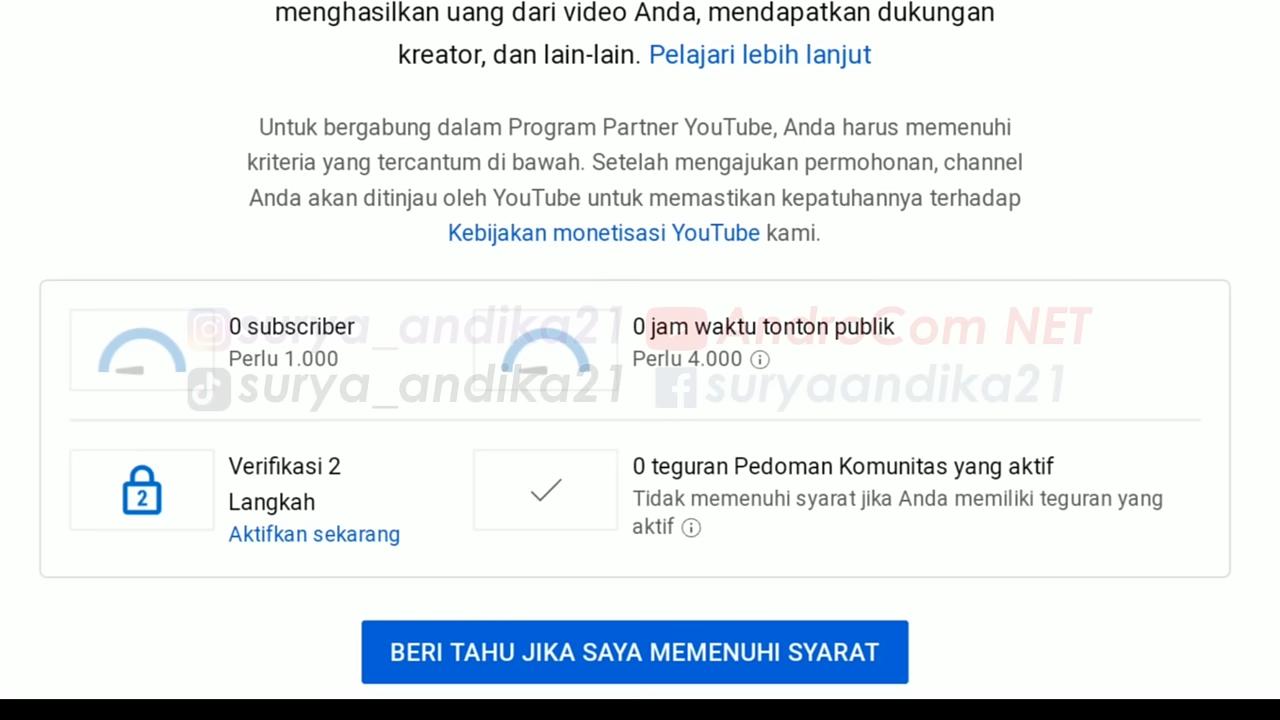 menghasilkan uang dari video Anda, mendapatkan dukungan
kreator, dan lain-lain. Pelajari lebih lanjut
Untuk bergabung dalam Program Partner YouTube, Anda harus memenuhi
kriteria yang tercantum di bawah. Setelah mengajukan permohonan, channel
Anda akan ditinjau oleh YouTube untuk memastikan kepatuhannya terhadap
Kebijakan monetisasi YouTube kami.
0 subscriber
Perlu 1.000
0 jam waktu tonton publik
Perlu 4.000
surya_andika21
AndroCom NET
surya_andika21
suryaandika21
2
Verifikasi 2
Langkah
Aktifkan sekarang
0 teguran Pedoman Komunitas yang aktif
Tidak memenuhi syarat jika Anda memiliki teguran yang
aktif
BERI TAHU JIKA SAYA MEMENUHI SYARAT